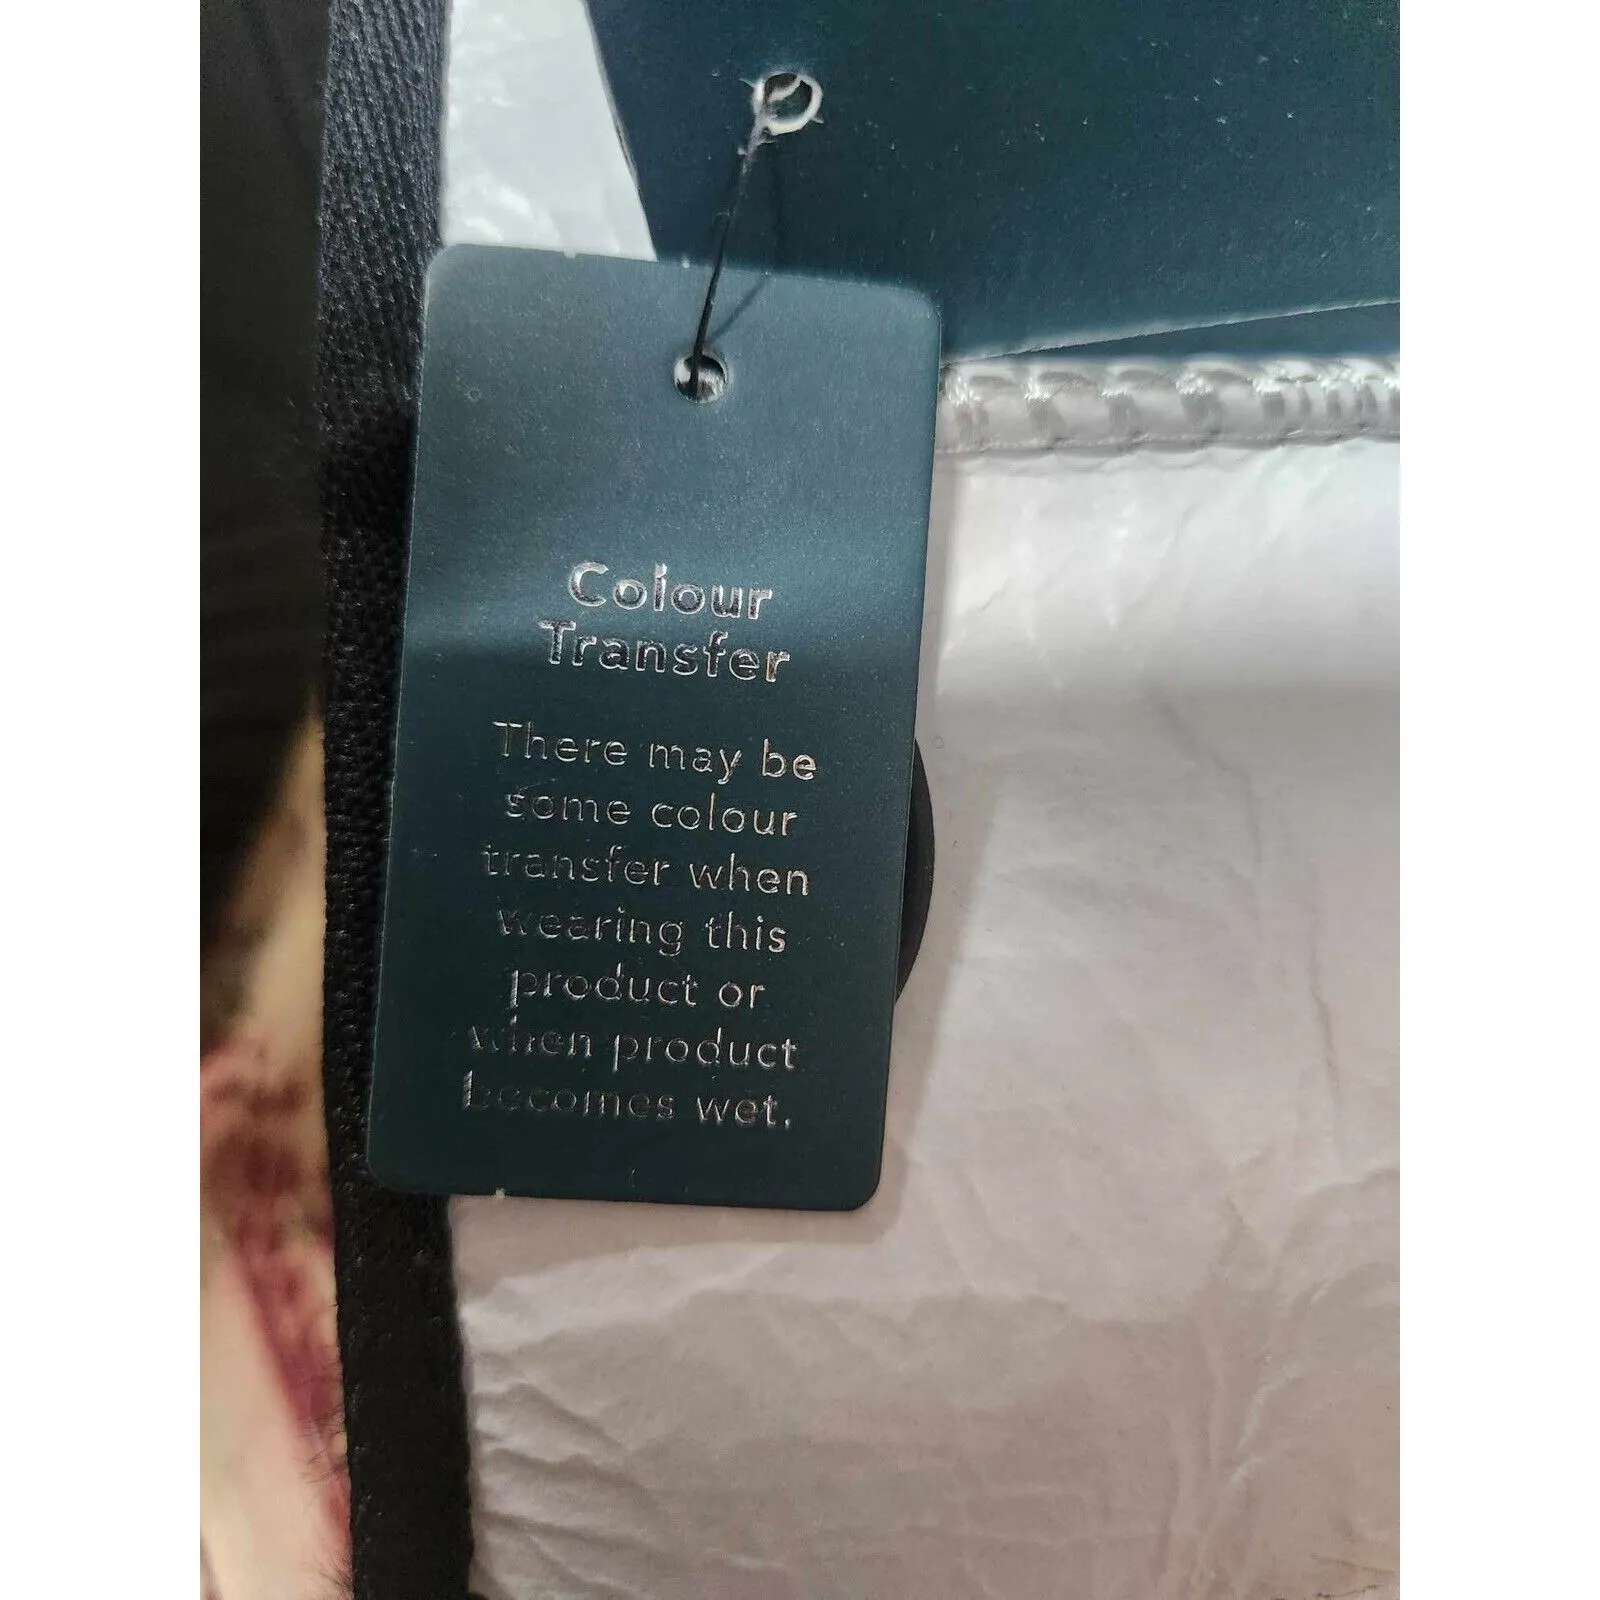 Colour
Transfer
There may be
some colour
transfer when
wearing this
product or
when product
becomes wet.